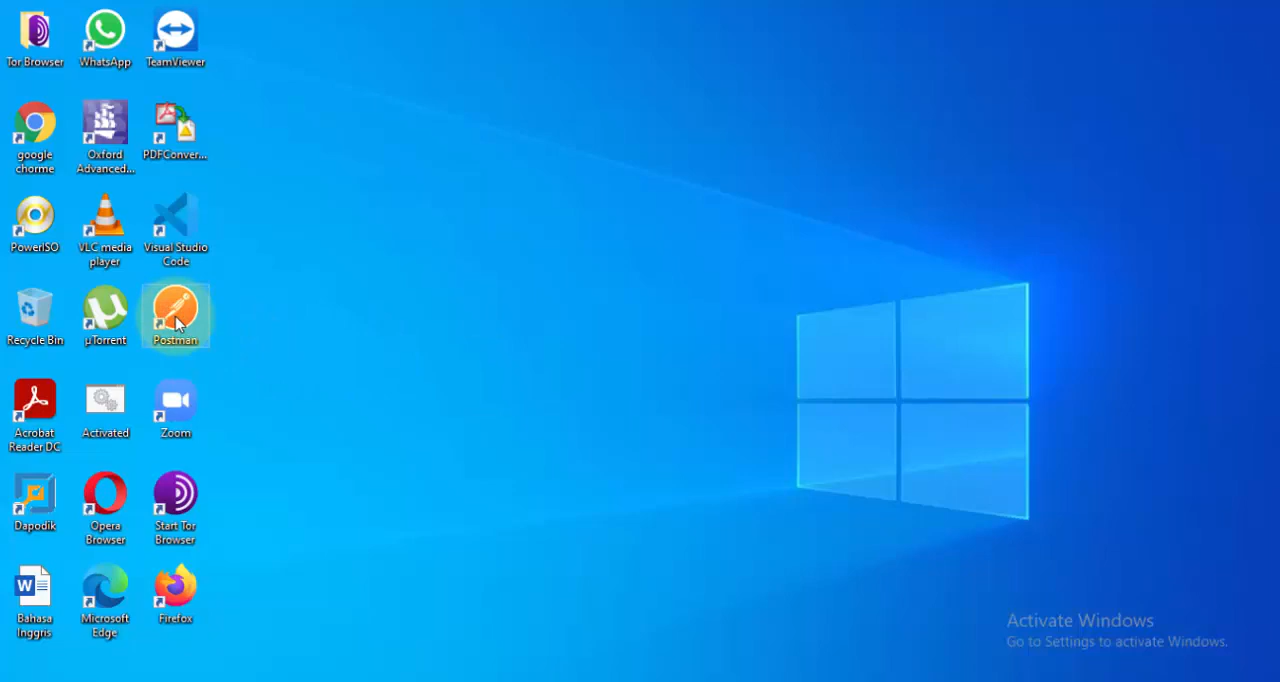 Tor Browser
WhatsApp
TeamViewer
google
chorme
Oxford
Advanced...
PDFConver...
PowerISO
VLC media
player
Visual Studio
Code
Recycle Bin
µTorrent
Postman
Acrobat
Reader DC
Activated
Zoom
Dapodik
Opera
Browser
Start Tor
Browser
W
Bahasa
Inggris
Microsoft
Edge
Firefox
Activate Windows
Go to Settings to activate Windows.